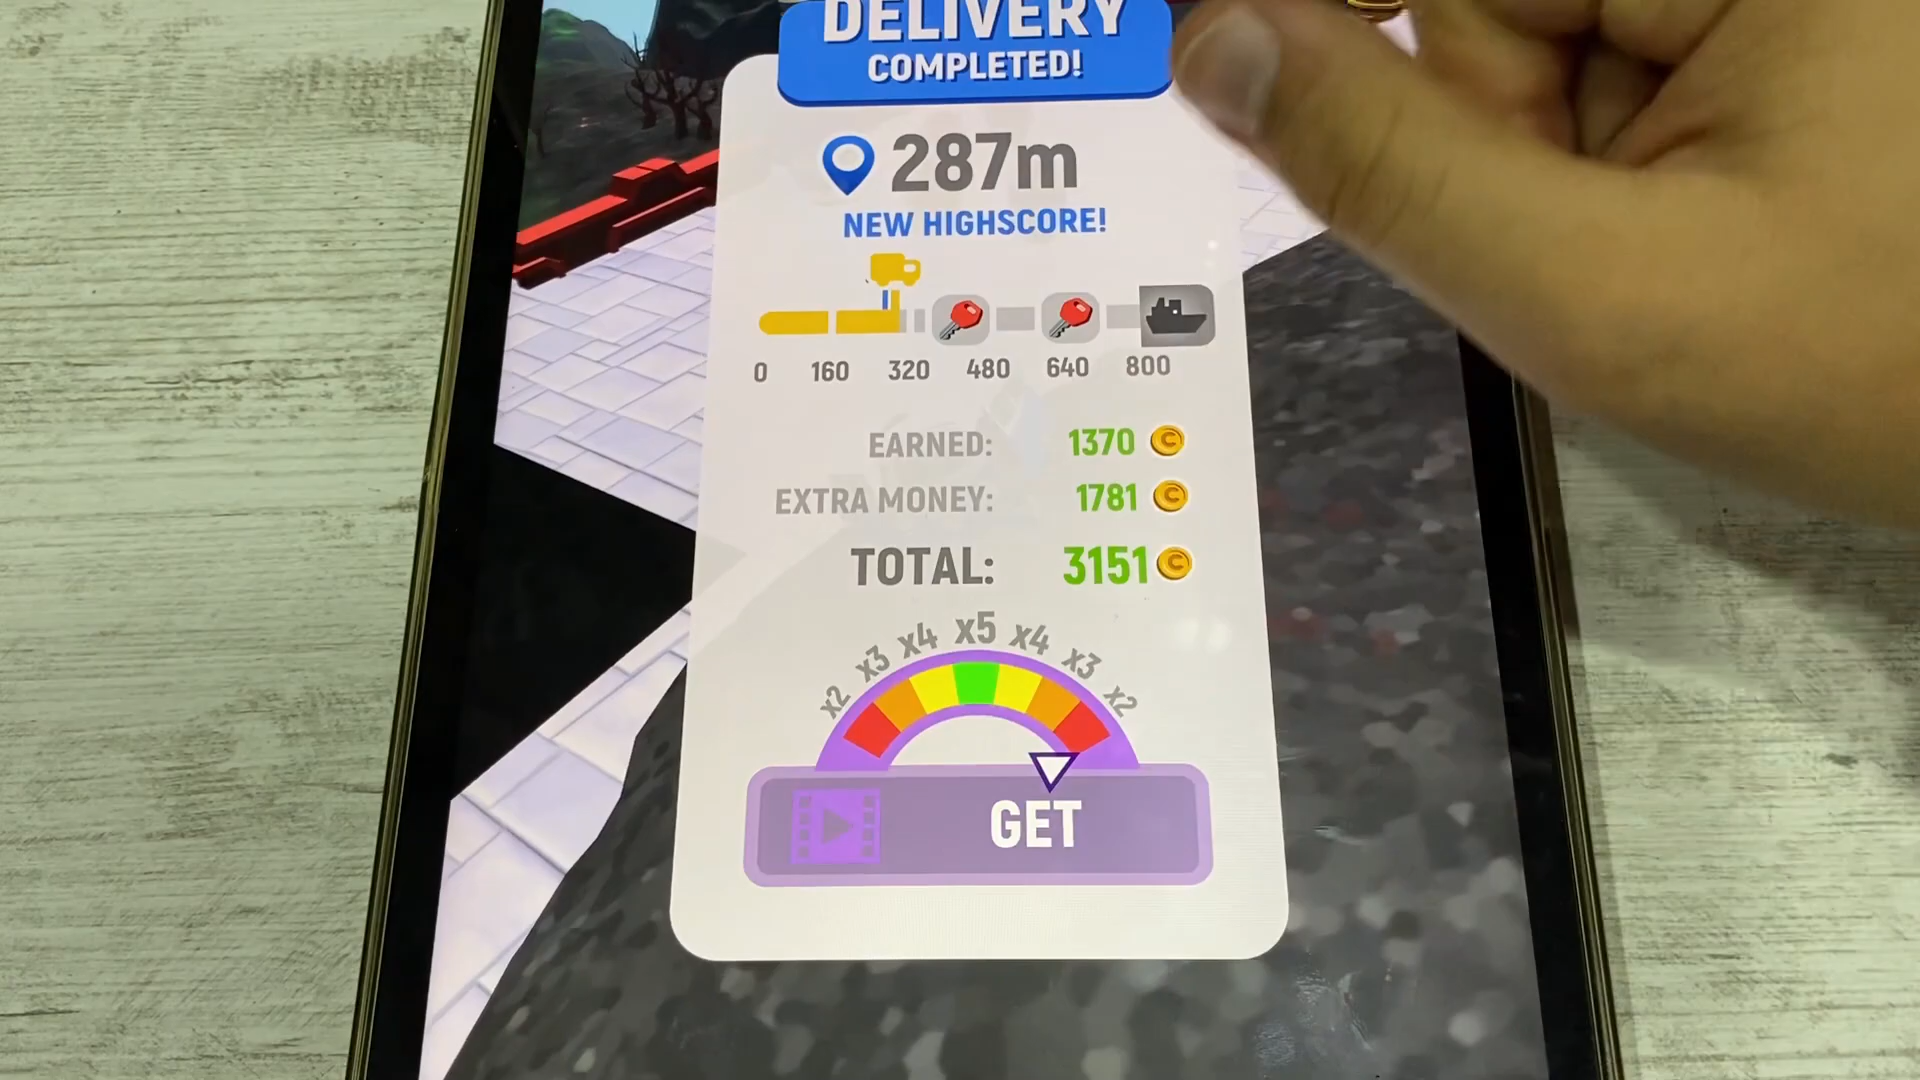 DELIVERY
COMPLETED!
287m
NEW HIGHSCORE!
0 160 320 480 640 800
EARNED: 1370
EXTRA MONEY: 1781
TOTAL: 3151
x2 x3 x4 x5 x4 x3 x2
GET